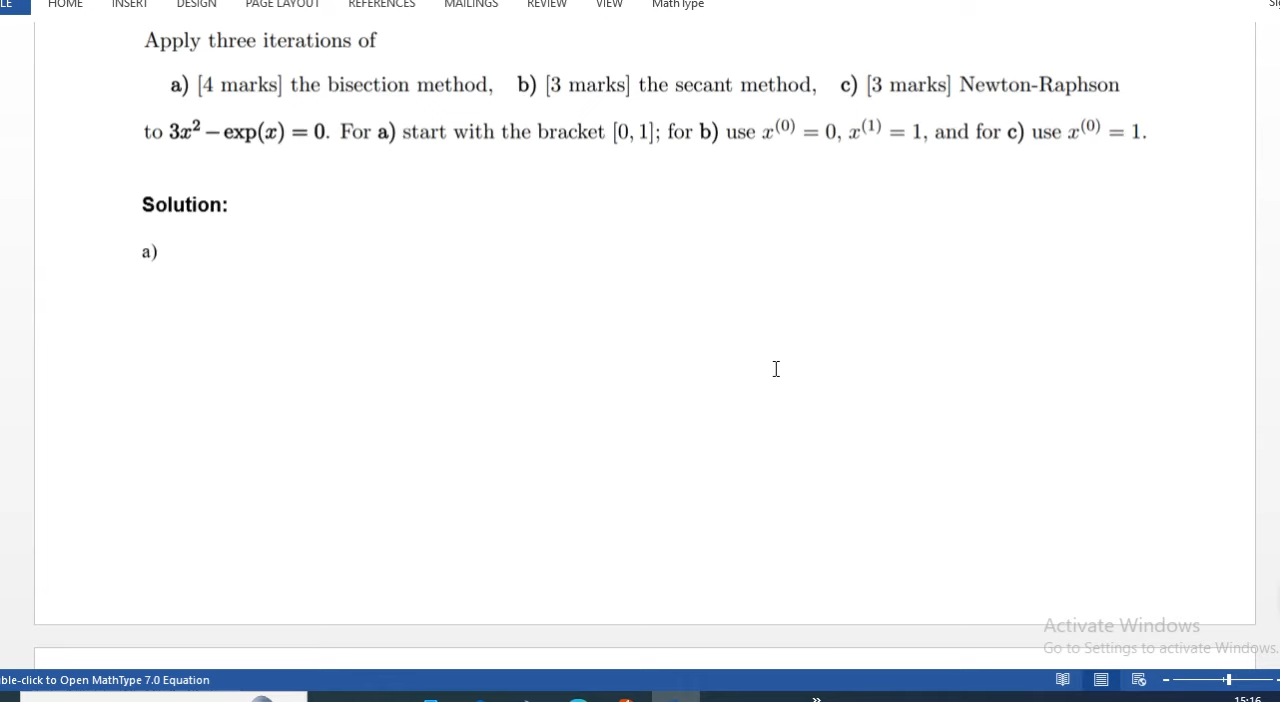 LE HOME INSERT DESIGN PAGE LAYOUT REFERENCES MAILINGS REVIEW VIEW MathType
Apply three iterations of
a) [4 marks] the bisection method, b) [3 marks] the secant method, c) [3 marks] Newton-Raphson
to 3x² – exp(x) = 0. For a) start with the bracket [0, 1]; for b) use x⁽⁰⁾ = 0, x⁽¹⁾ = 1, and for c) use x⁽⁰⁾ = 1.
Solution:
a)
Activate Windows
Go to Settings to activate Windows.
ble-click to Open MathType 7.0 Equation
15:16